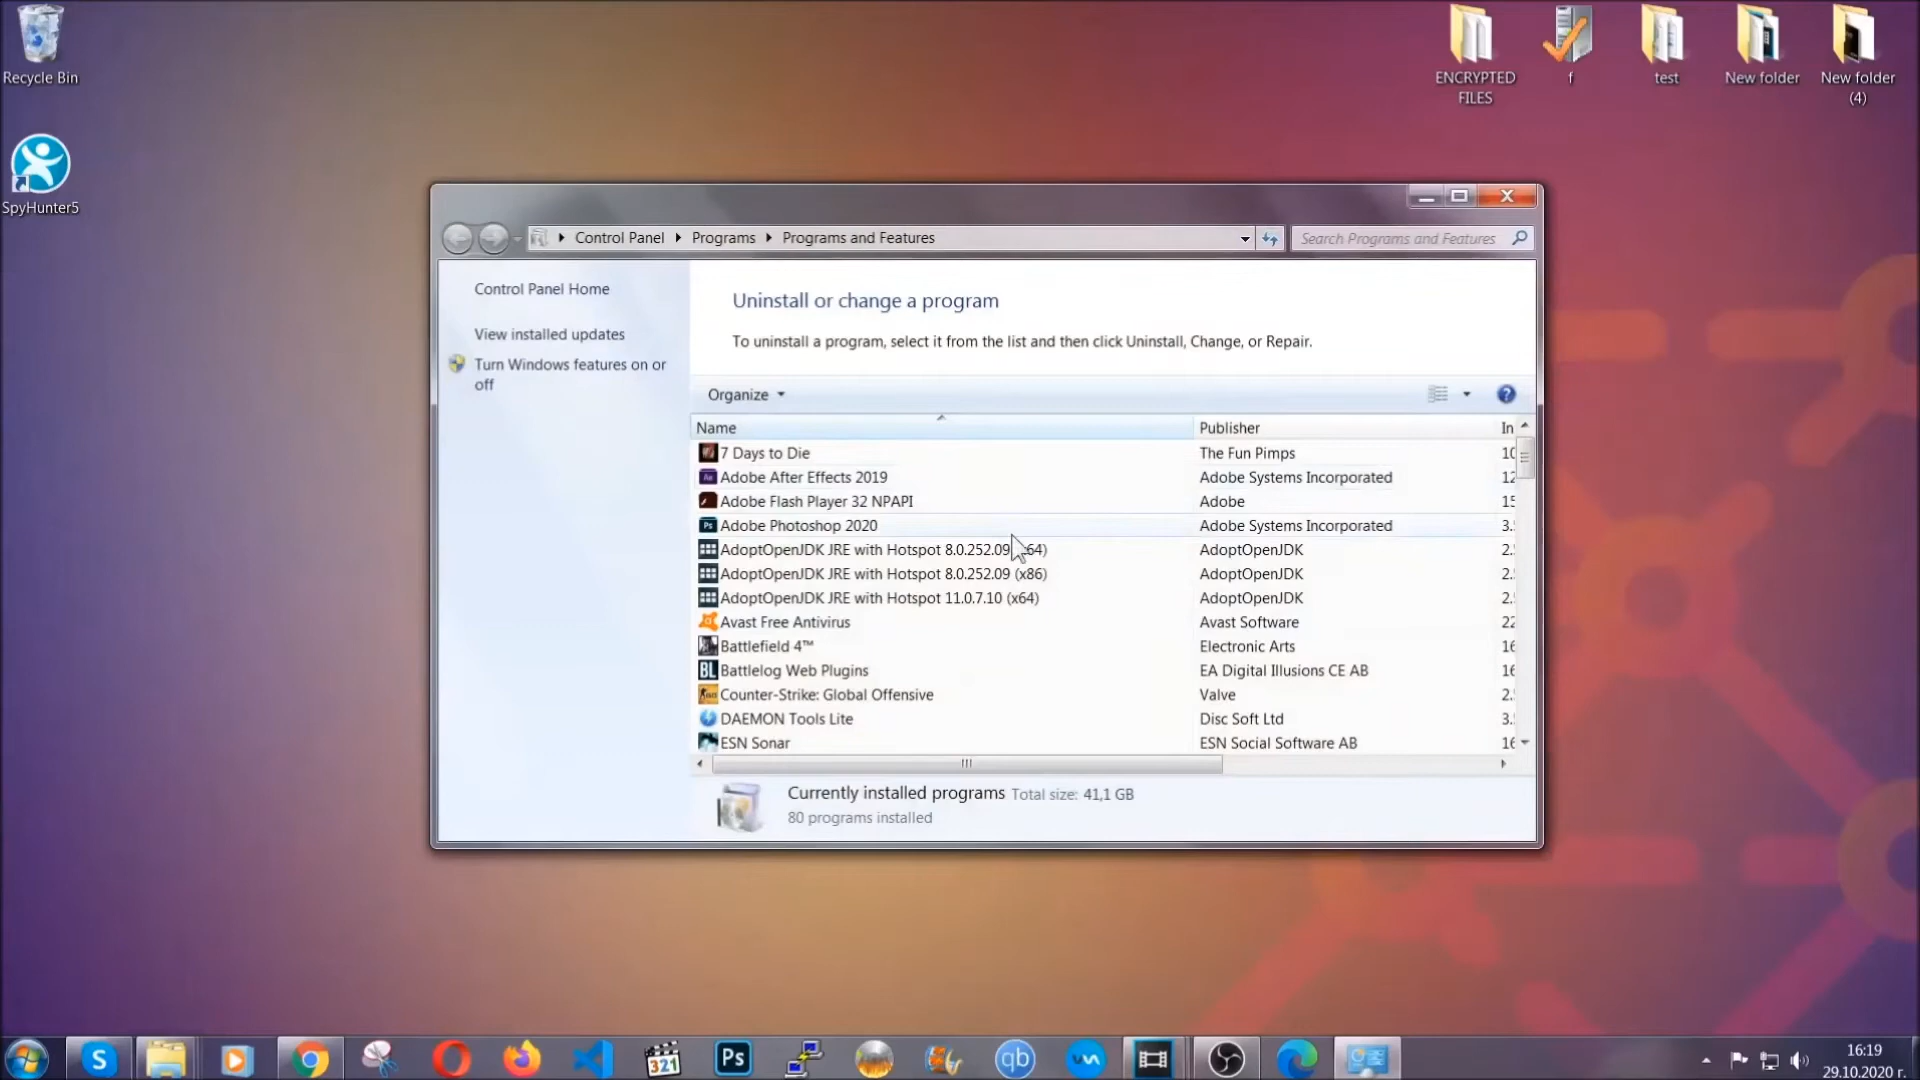 Recycle Bin
SpyHunter5
ENCRYPTED
FILES
f
test
New folder
New folder
(4)
Control Panel
Programs
Programs and Features
Search Programs and Features
Control Panel Home
View installed updates
Turn Windows features on or
off
Uninstall or change a program
To uninstall a program, select it from the list and then click Uninstall, Change, or Repair.
Organize
Name Publisher In
7 Days to Die The Fun Pimps 10
Adobe After Effects 2019 Adobe Systems Incorporated 12
Adobe Flash Player 32 NPAPI Adobe 15
Adobe Photoshop 2020 Adobe Systems Incorporated 3.
AdoptOpenJDK JRE with Hotspot 8.0.252.09 AdoptOpenJDK 2.
AdoptOpenJDK JRE with Hotspot 8.0.252.09 (x86) AdoptOpenJDK 2.
AdoptOpenJDK JRE with Hotspot 11.0.7.10 (x64) AdoptOpenJDK 2.
Avast Free Antivirus Avast Software 22
Battlefield 4™ Electronic Arts 16
Battlelog Web Plugins EA Digital Illusions CE AB 16
Counter-Strike: Global Offensive Valve 2.
DAEMON Tools Lite Disc Soft Ltd 3.
ESN Sonar ESN Social Software AB 16
Currently installed programs Total size: 41,1 GB
80 programs installed
S
321
Ps
qb
16:19
29.10.2020 г.